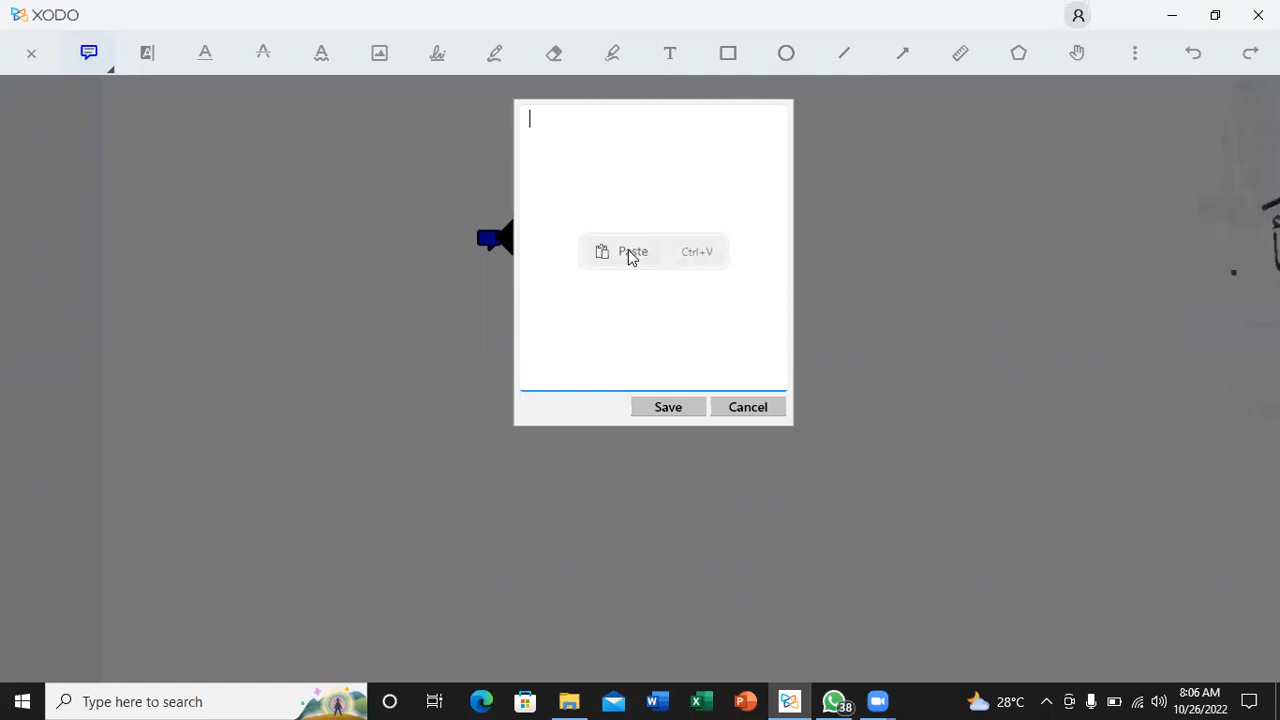 XODO
Paste Ctrl+V
Save Cancel
Type here to search
38
28°C
8:06 AM
10/26/2022